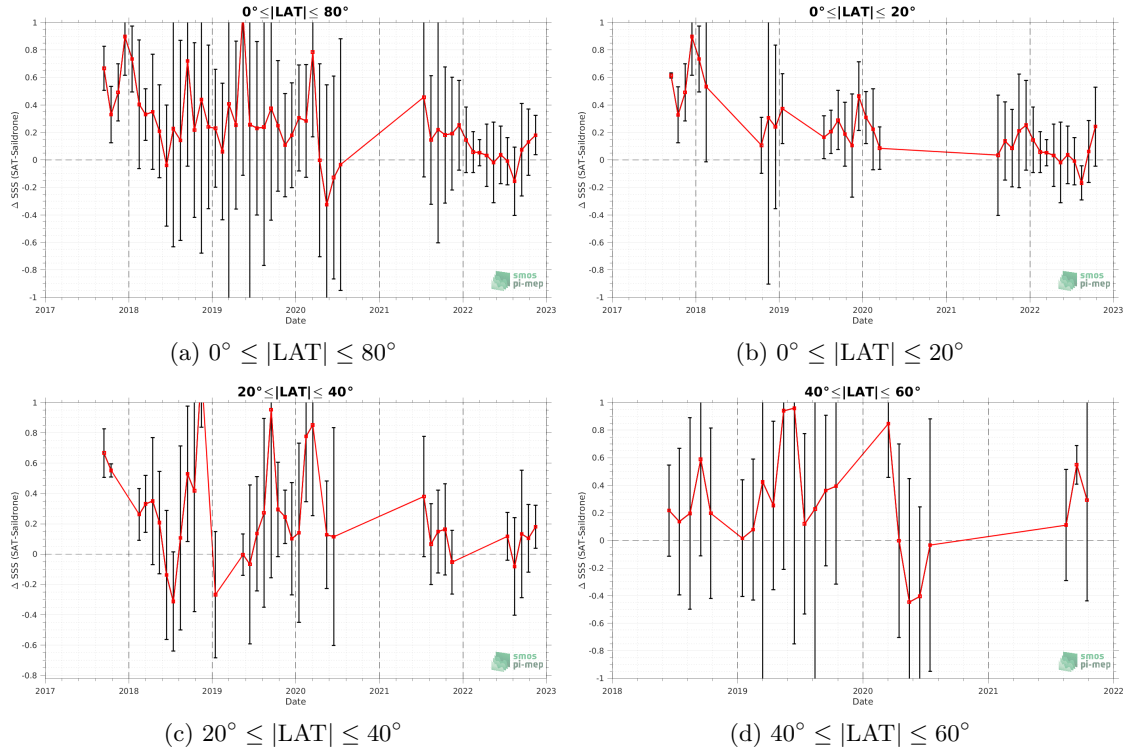 0°≤|LAT|≤ 80°
Δ SSS (SAT-Saildrone)
1
0.8
0.6
0.4
0.2
0
-0.2
-0.4
-0.6
-0.8
-1
2017 2018 2019 2020 2021 2022 2023
Date
smos
pi-mep
(a) 0° ≤ |LAT| ≤ 80°
0°≤|LAT|≤ 20°
Δ SSS (SAT-Saildrone)
1
0.8
0.6
0.4
0.2
0
-0.2
-0.4
-0.6
-0.8
-1
2017 2018 2019 2020 2021 2022 2023
Date
smos
pi-mep
(b) 0° ≤ |LAT| ≤ 20°
20°≤|LAT|≤ 40°
Δ SSS (SAT-Saildrone)
1
0.8
0.6
0.4
0.2
0
-0.2
-0.4
-0.6
-0.8
2017 2018 2019 2020 2021 2022 2023
Date
smos
pi-mep
(c) 20° ≤ |LAT| ≤ 40°
40°≤|LAT|≤ 60°
Δ SSS (SAT-Saildrone)
1
0.8
0.6
0.4
0.2
0
-0.2
-0.4
-0.6
-0.8
-1
2018 2019 2020 2021 2022
Date
smos
pi-mep
(d) 40° ≤ |LAT| ≤ 60°